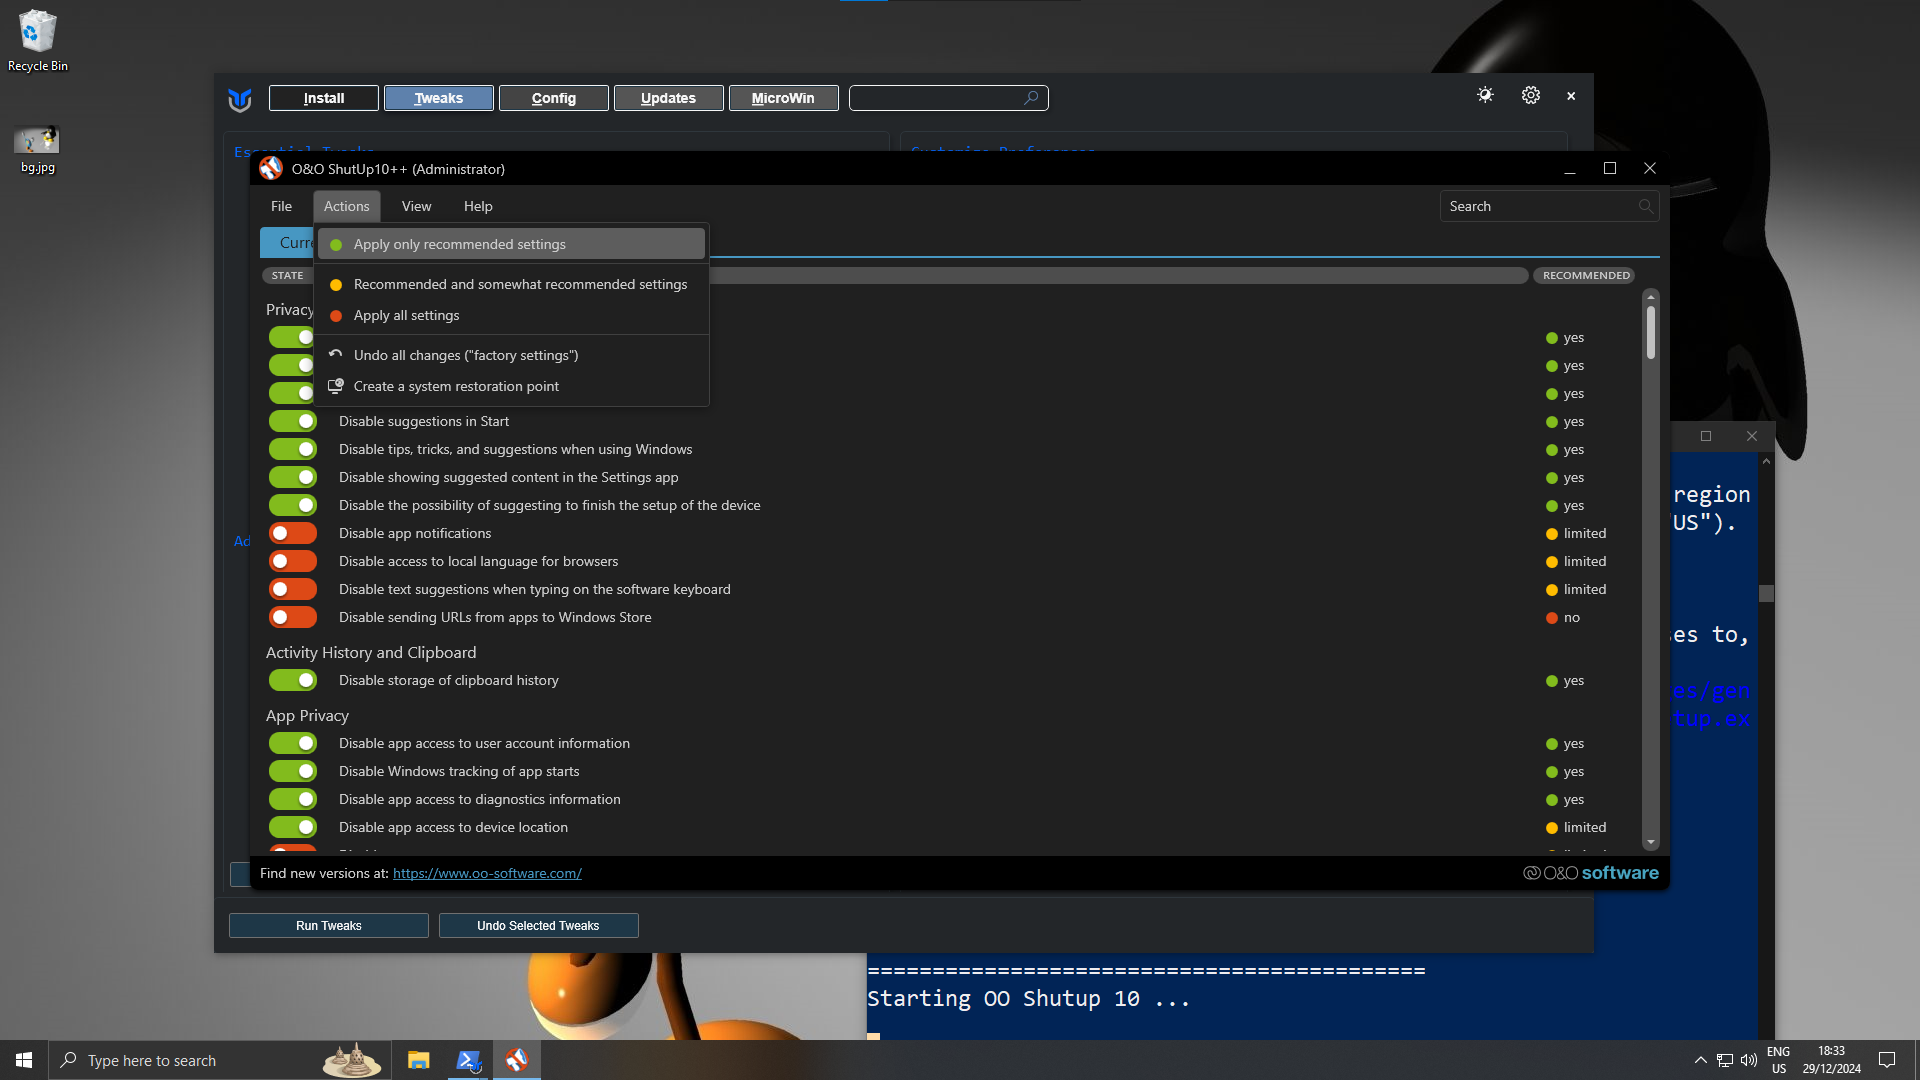 Recycle Bin
bg.jpg
Install
Tweaks
Config
Updates
MicroWin
O&O ShutUp10++ (Administrator)
File
Actions
View
Help
Search
Apply only recommended settings
STATE
RECOMMENDED
Recommended and somewhat recommended settings
Apply all settings
Undo all changes ("factory settings")
Create a system restoration point
Privacy
yes
yes
yes
Disable suggestions in Start yes
Disable tips, tricks, and suggestions when using Windows yes
Disable showing suggested content in the Settings app yes
Disable the possibility of suggesting to finish the setup of the device yes
Disable app notifications limited
Disable access to local language for browsers limited
Disable text suggestions when typing on the software keyboard limited
Disable sending URLs from apps to Windows Store no
Activity History and Clipboard
Disable storage of clipboard history yes
App Privacy
Disable app access to user account information yes
Disable Windows tracking of app starts yes
Disable app access to diagnostics information yes
Disable app access to device location limited
Find new versions at: https://www.oo-software.com/
O&O software
region
US").
es to,
es/gen
tup.ex
Run Tweaks
Undo Selected Tweaks
===========================================
Starting OO Shutup 10 ...
Type here to search
ENG
US
18:33
29/12/2024